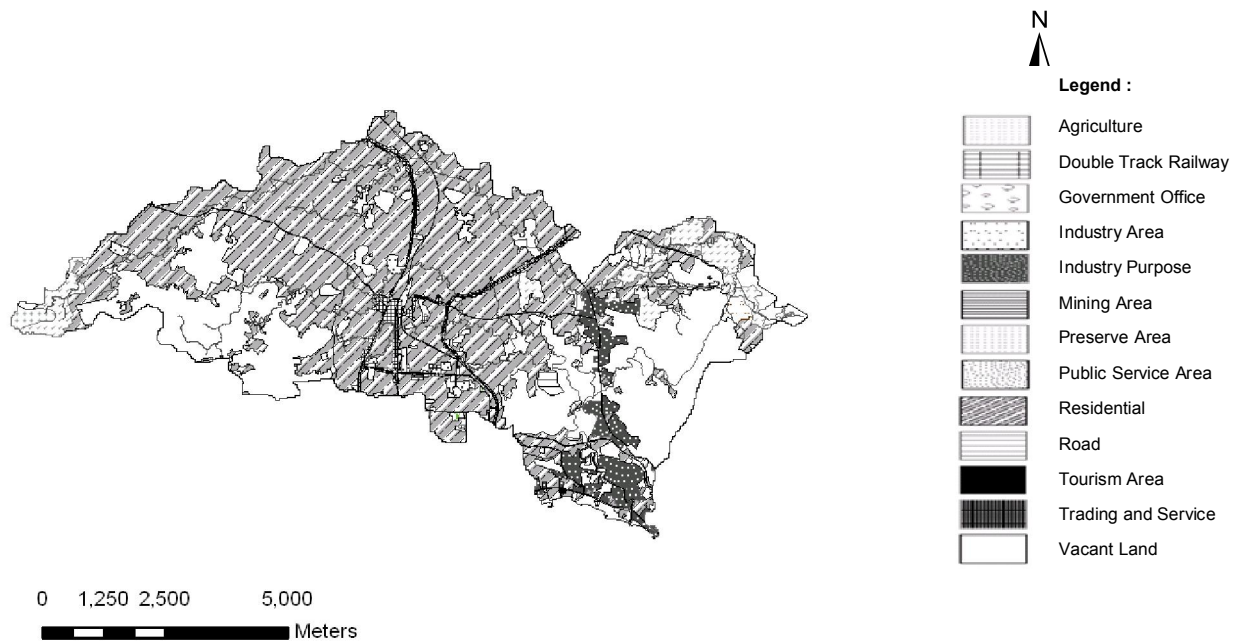 N
Legend :
Agriculture
Double Track Railway
Government Office
Industry Area
Industry Purpose
Mining Area
Preserve Area
Public Service Area
Residential
Road
Tourism Area
Trading and Service
Vacant Land
0 1,250 2,500 5,000
Meters